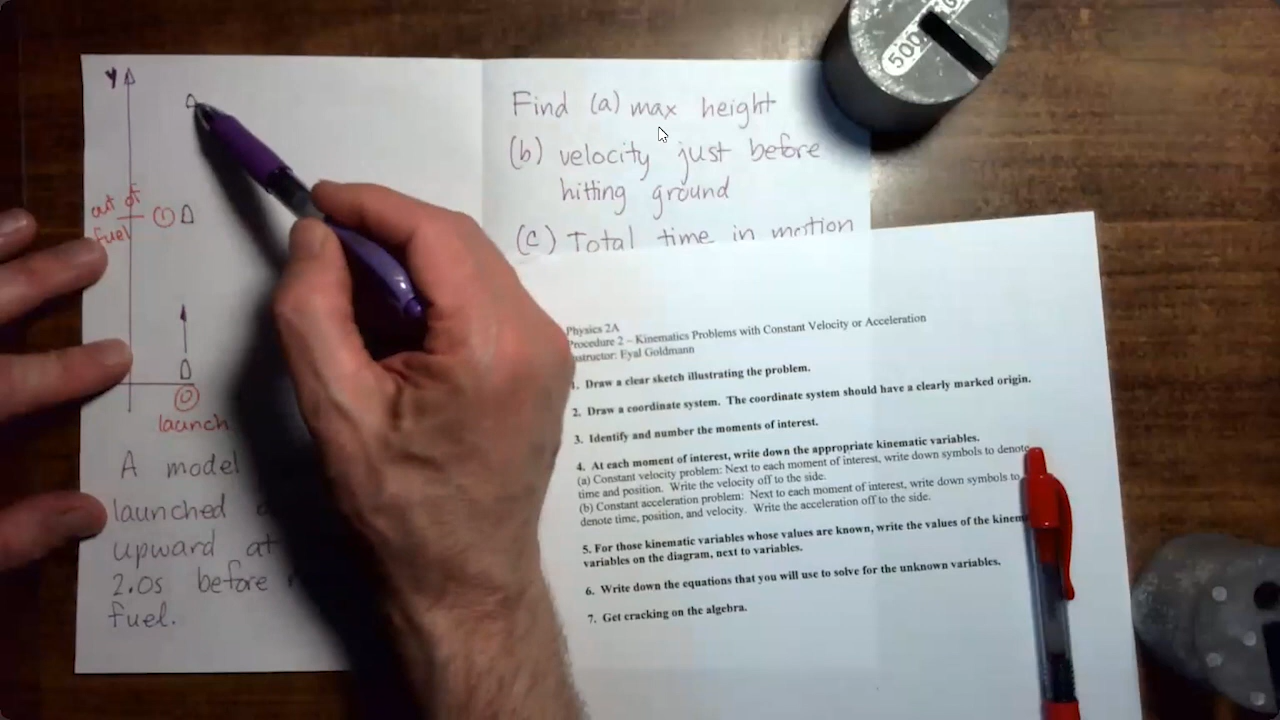 y
out of
fuel
1
0
launch
A model
launched
upward at
2.0s before
fuel.
Find (a) max height
(b) velocity just before
hitting ground
(c) Total time in motion
500
Physics 2A
Procedure 2 – Kinematics Problems with Constant Velocity or Acceleration
Instructor: Eyal Goldmann
1. Draw a clear sketch illustrating the problem.
2. Draw a coordinate system. The coordinate system should have a clearly marked origin.
3. Identify and number the moments of interest.
4. At each moment of interest, write down the appropriate kinematic variables.
(a) Constant velocity problem: Next to each moment of interest, write down symbols to denote
time and position. Write the velocity off to the side.
(b) Constant acceleration problem: Next to each moment of interest, write down symbols to
denote time, position, and velocity. Write the acceleration off to the side.
5. For those kinematic variables whose values are known, write the values of the kinem
variables on the diagram, next to variables.
6. Write down the equations that you will use to solve for the unknown variables.
7. Get cracking on the algebra.